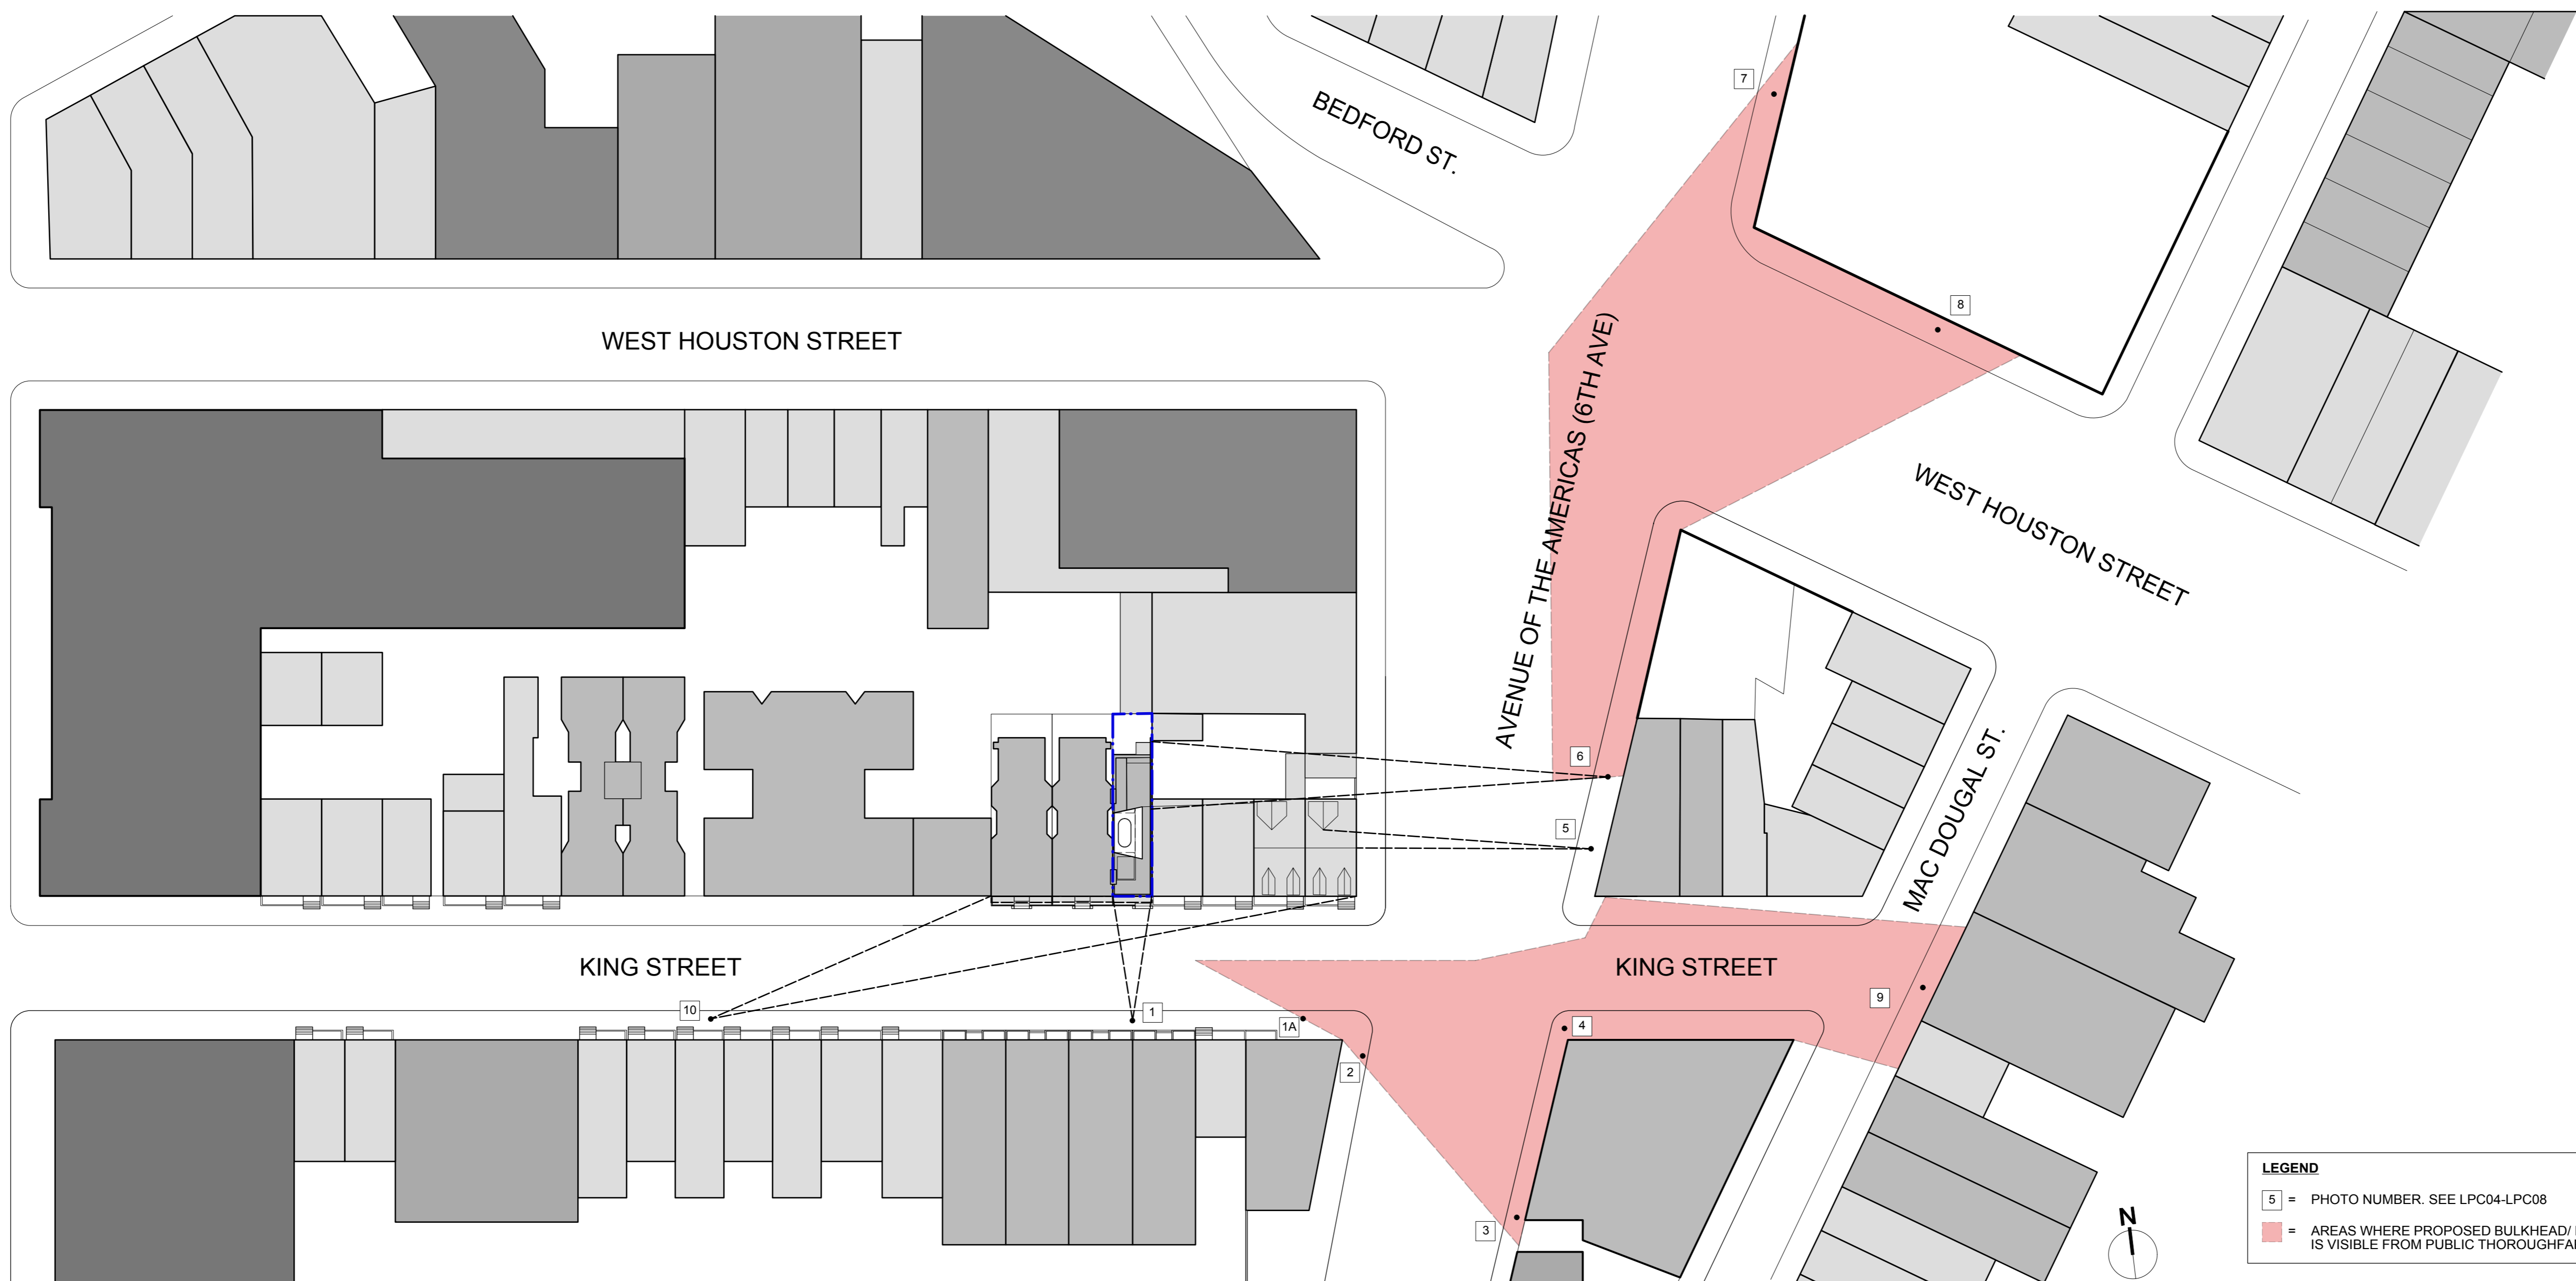 7
BEDFORD ST.
8
WEST HOUSTON STREET
AVENUE OF THE AMERICAS (6TH AVE)
WEST HOUSTON STREET
6
5
MAC DOUGAL ST.
KING STREET
KING STREET
9
10
1
1A
4
2
3
N
LEGEND
5 = PHOTO NUMBER. SEE LPC04-LPC08
= AREAS WHERE PROPOSED BULKHEAD/
IS VISIBLE FROM PUBLIC